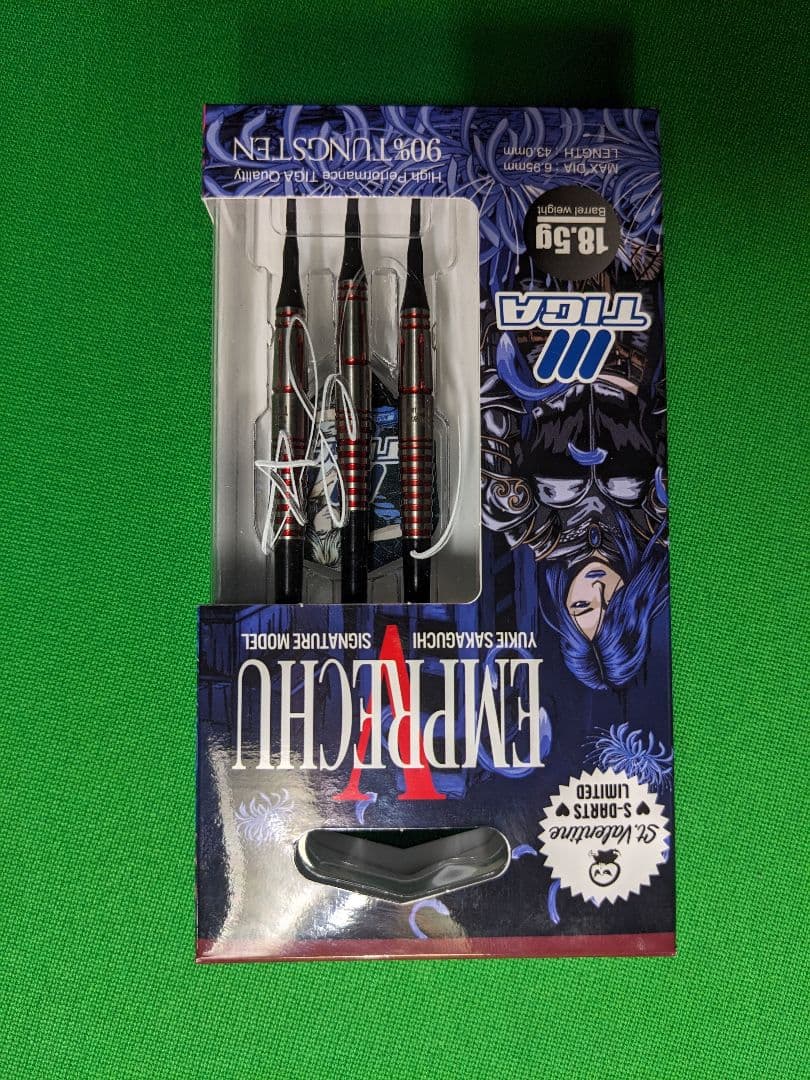 St.Valentine
♥ S-DARTS ♥
LIMITED
EMPRECHU
V
YUKIE SAKAGUCHI SIGNATURE MODEL
TIGA
18.5g
Barrel weight
MAX DIA : 6.95mm
LENGTH : 43.0mm
High Performance TIGA Quality
90%TUNGSTEN